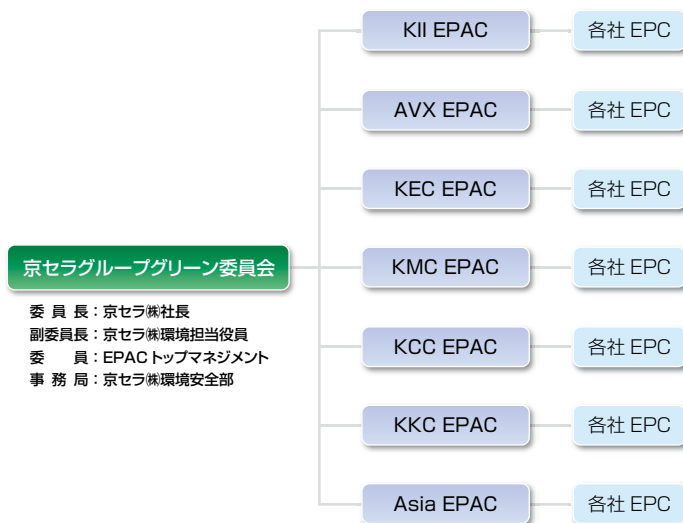 KII EPAC 各社 EPC
AVX EPAC 各社 EPC
KEC EPAC 各社 EPC
京セラグループグリーン委員会
KMC EPAC 各社 EPC
委員長：京セラ㈱社長
副委員長：京セラ㈱環境担当役員
委員：EPACトップマネジメント
事務局：京セラ㈱環境安全部
KCC EPAC 各社 EPC
KKC EPAC 各社 EPC
Asia EPAC 各社 EPC